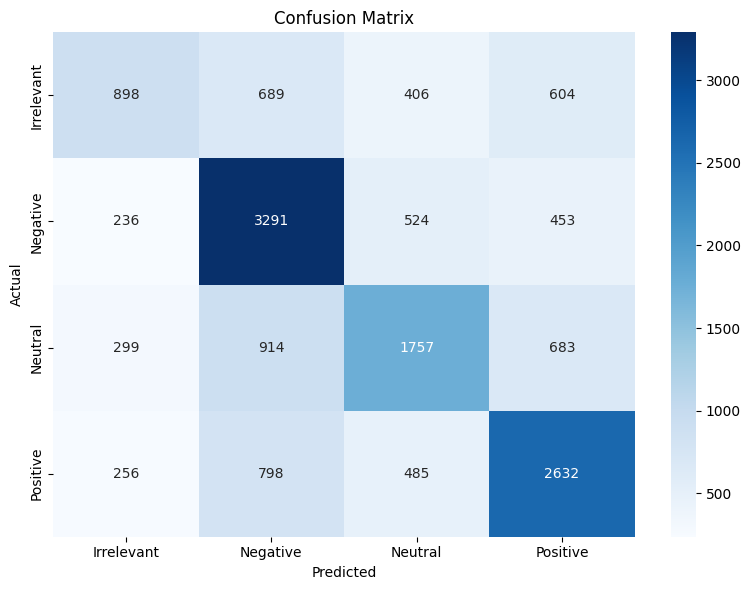 Confusion Matrix
Actual
Irrelevant
898 689 406 604
Negative
236 3291 524 453
Neutral
299 914 1757 683
Positive
256 798 485 2632
Irrelevant Negative Neutral Positive
Predicted
3000
2500
2000
1500
1000
500